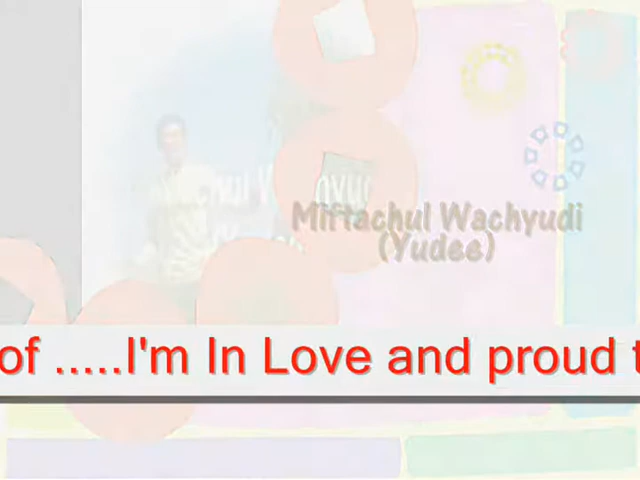 Miftachul Wachyudi
(Yudee)
of .....I'm In Love and proud t